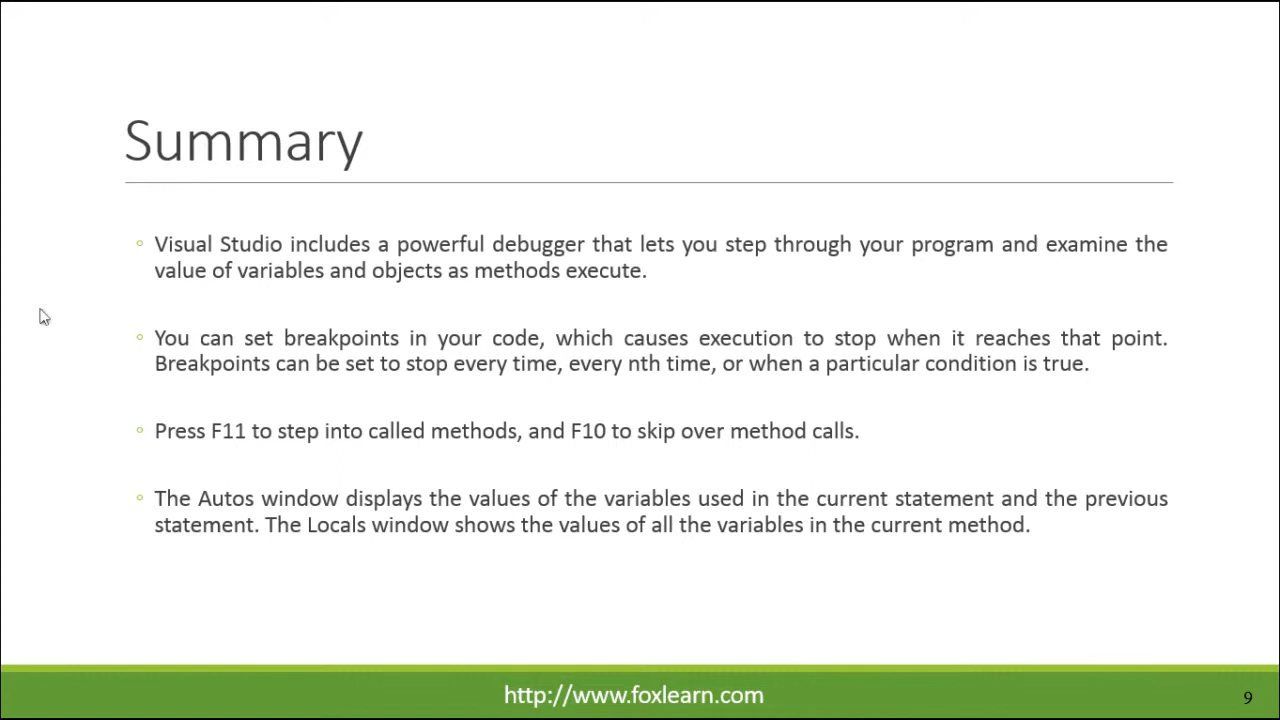 Summary
Visual Studio includes a powerful debugger that lets you step through your program and examine the
value of variables and objects as methods execute.
You can set breakpoints in your code, which causes execution to stop when it reaches that point.
Breakpoints can be set to stop every time, every nth time, or when a particular condition is true.
Press F11 to step into called methods, and F10 to skip over method calls.
The Autos window displays the values of the variables used in the current statement and the previous
statement. The Locals window shows the values of all the variables in the current method.
http://www.foxlearn.com
9